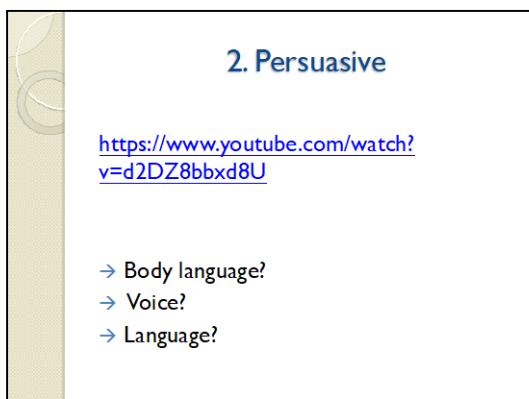 2. Persuasive
https://www.youtube.com/watch?
v=d2DZ8bbxd8U
→ Body language?
→ Voice?
→ Language?